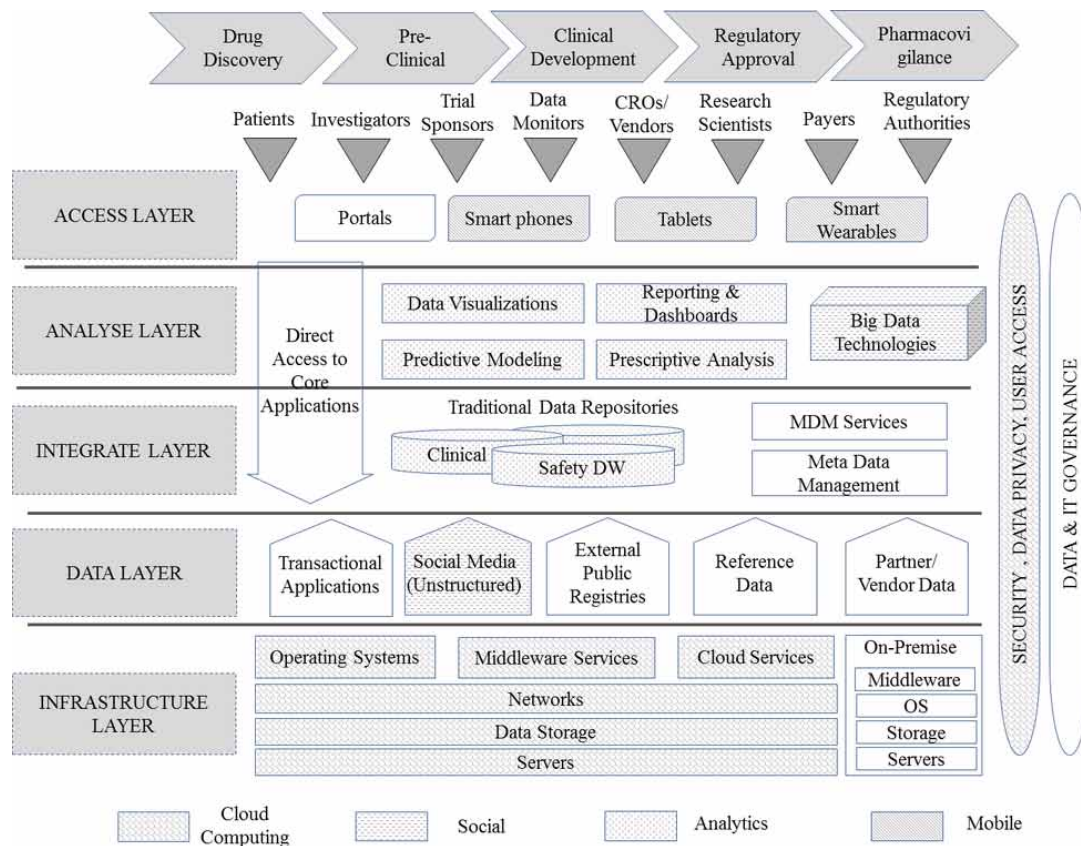 Drug
Discovery
Pre-
Clinical
Clinical
Development
Regulatory
Approval
Pharmacovi
gilance
Patients
Investigators
Trial
Sponsors
Data
Monitors
CROs/
Vendors
Research
Scientists
Payers
Regulatory
Authorities
ACCESS LAYER
Portals
Smart phones
Tablets
Smart
Wearables
ANALYSE LAYER
Direct
Access to
Core
Applications
Data Visualizations
Reporting &
Dashboards
Predictive Modeling
Prescriptive Analysis
Big Data
Technologies
INTEGRATE LAYER
Traditional Data Repositories
Clinical
Safety DW
MDM Services
Meta Data
Management
DATA LAYER
Transactional
Applications
Social Media
(Unstructured)
External
Public
Registries
Reference
Data
Partner/
Vendor Data
INFRASTRUCTURE
LAYER
Operating Systems
Middleware Services
Cloud Services
Networks
Data Storage
Servers
On-Premise
Middleware
OS
Storage
Servers
SECURITY , DATA PRIVACY, USER ACCESS
DATA & IT GOVERNANCE
Cloud
Computing
Social
Analytics
Mobile